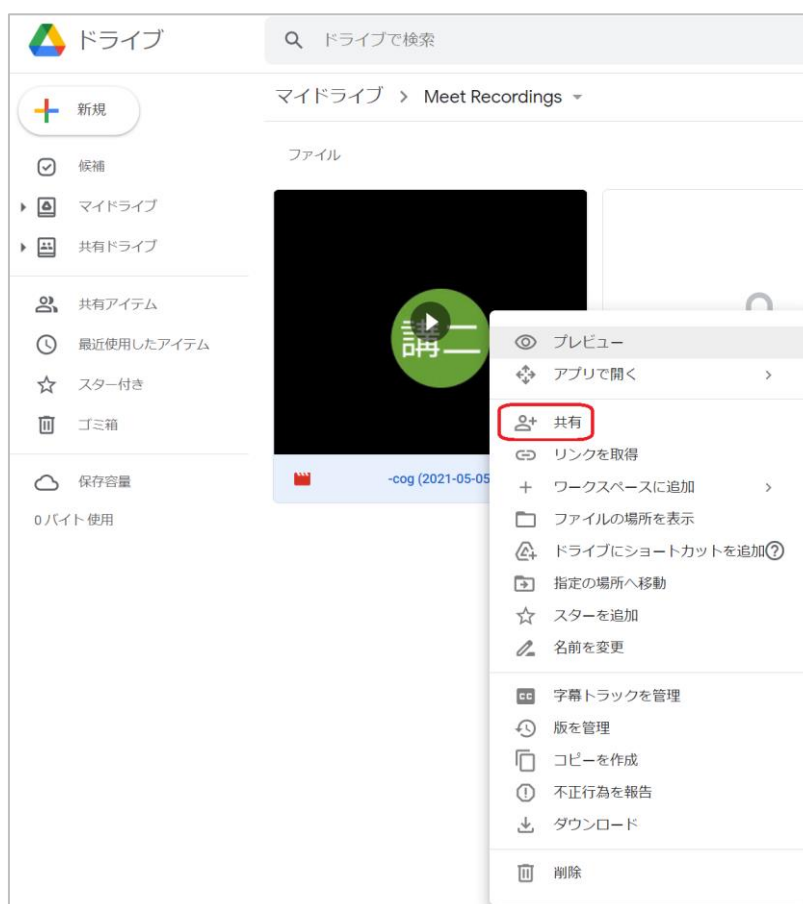 ドライブ
ドライブで検索
マイドライブ > Meet Recordings
新規
候補
マイドライブ
共有ドライブ
共有アイテム
最近使用したアイテム
スター付き
ゴミ箱
保存容量
0 バイト使用
ファイル
講二
-cog (2021-05-05
プレビュー
アプリで開く
共有
リンクを取得
ワークスペースに追加
ファイルの場所を表示
ドライブにショートカットを追加
指定の場所へ移動
スターを追加
名前を変更
字幕トラックを管理
版を管理
コピーを作成
不正行為を報告
ダウンロード
削除